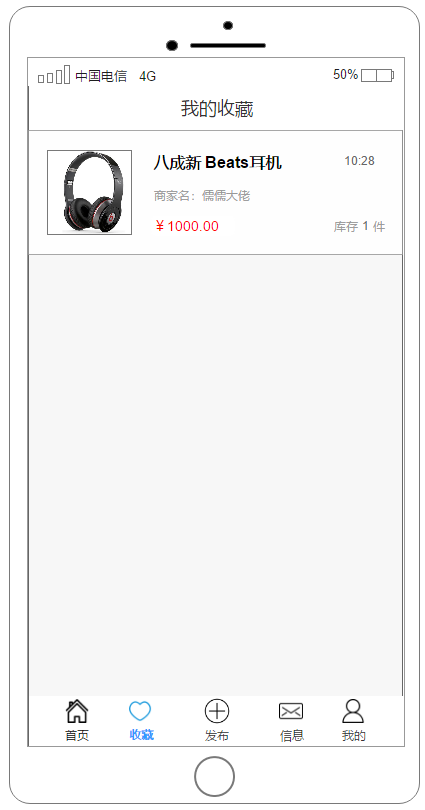 中国电信 4G 50%
我的收藏
八成新 Beats耳机 10:28
商家名：儒儒大佬
￥1000.00 库存 1 件
首页 收藏 发布 信息 我的